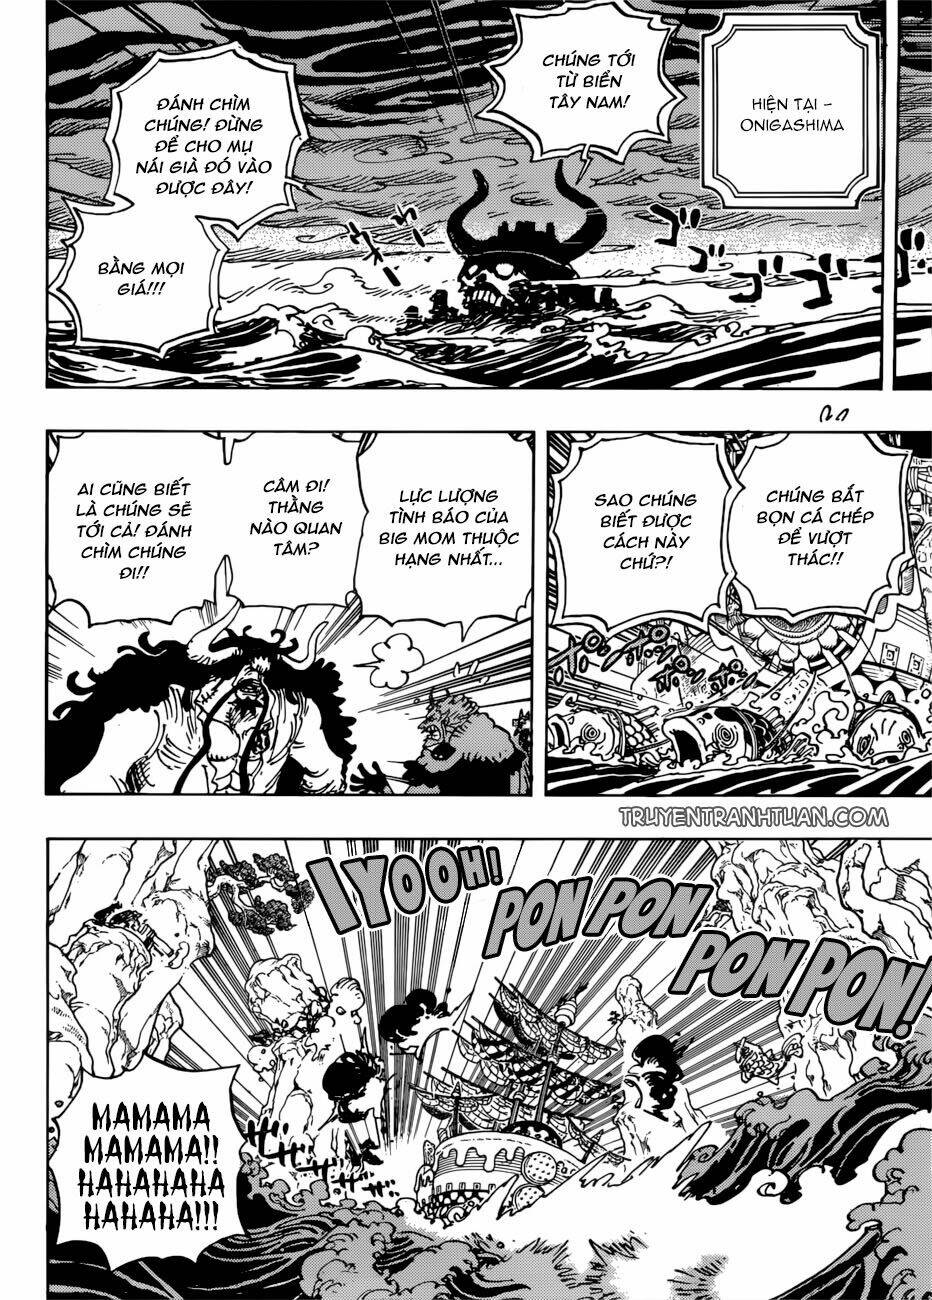 HIỆN TẠI -
ONIGASHIMA
CHÚNG TỚI
TỪ BIỂN
TÂY NAM!
ĐÁNH CHÌM
CHÚNG! ĐỪNG
ĐỂ CHO MỤ
NÁI GIÀ ĐÓ VÀO
ĐƯỢC ĐÂY!
BẰNG MỌI
GIÁ!!!
ゴゴゴゴ
CHÚNG BẮT
BỌN CÁ CHÉP
ĐỂ VƯỢT
THÁC!!
SAO CHÚNG
BIẾT ĐƯỢC
CÁCH NÀY
CHỨ?!
LỰC LƯỢNG
TÌNH BÁO CỦA
BIG MOM THUỘC
HẠNG NHẤT...
CÂM ĐI!
THẰNG
NÀO QUAN
TÂM?
AI CŨNG BIẾT
LÀ CHÚNG SẼ
TỚI CẢ! ĐÁNH
CHÌM CHÚNG
ĐI!!
TRUYENTRANHTUAN.COM
IYOOH!
PON PON
PON PON!
MAMAMA
MAMAMA!!
HAHAHAHA
HAHAHA!!!